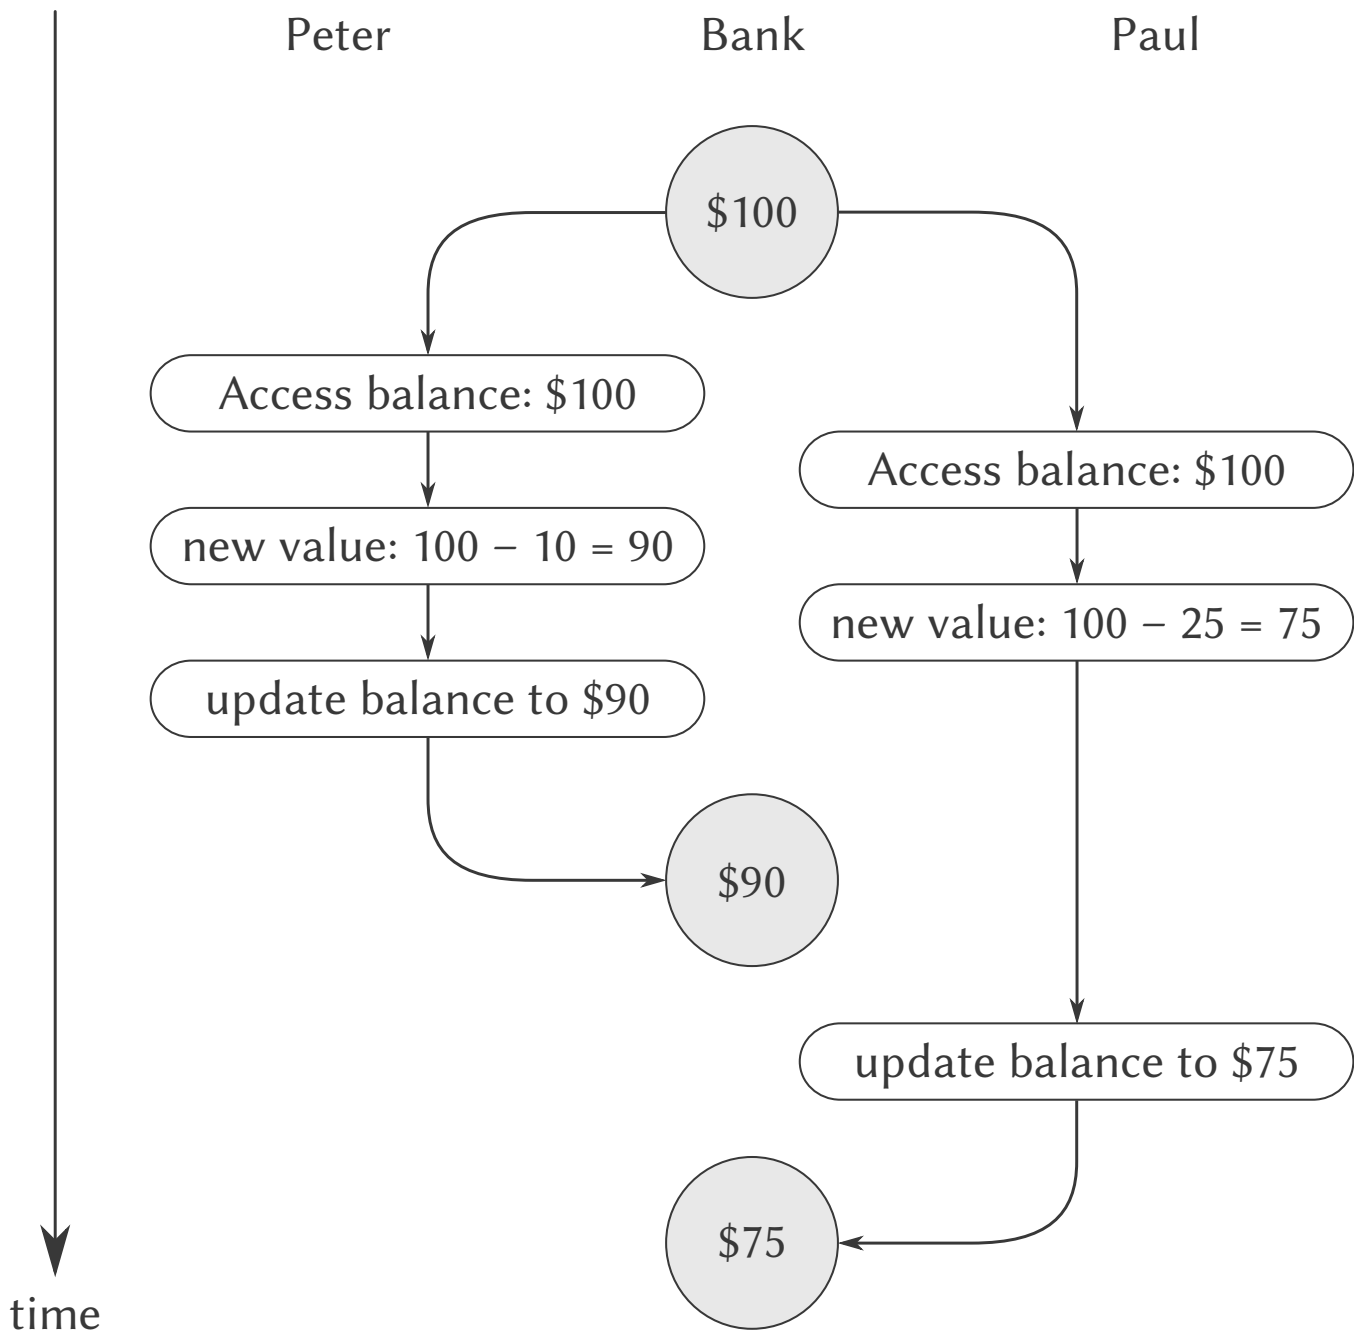 Peter Bank Paul
$100
Access balance: $100
Access balance: $100
new value: 100 – 10 = 90
new value: 100 – 25 = 75
update balance to $90
$90
update balance to $75
$75
time